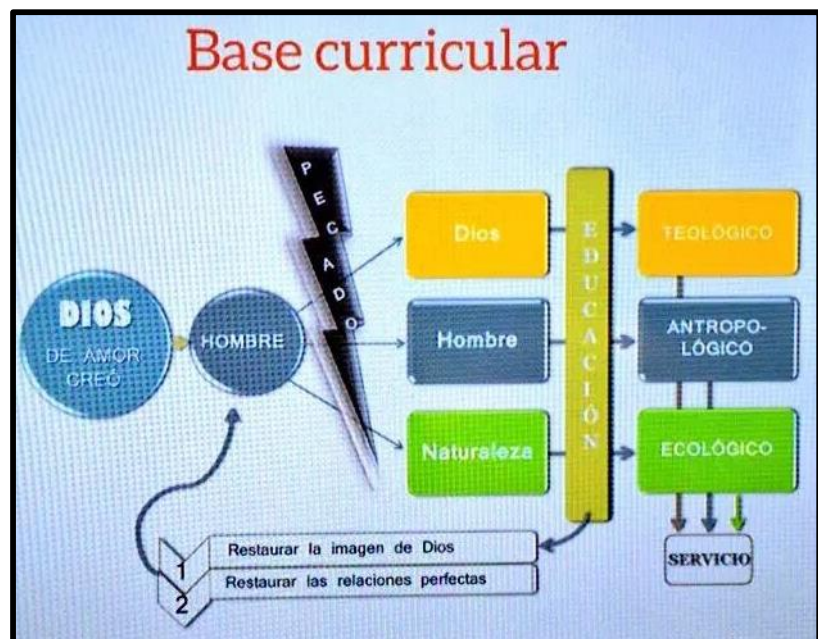 Base curricular
PECADO
DIOS
DE AMOR
CREÓ
HOMBRE
Dios
Hombre
Naturaleza
EDUCACIÓN
TEOLÓGICO
ANTROPO-
LÓGICO
ECOLÓGICO
SERVICIO
1 Restaurar la imagen de Dios
2 Restaurar las relaciones perfectas